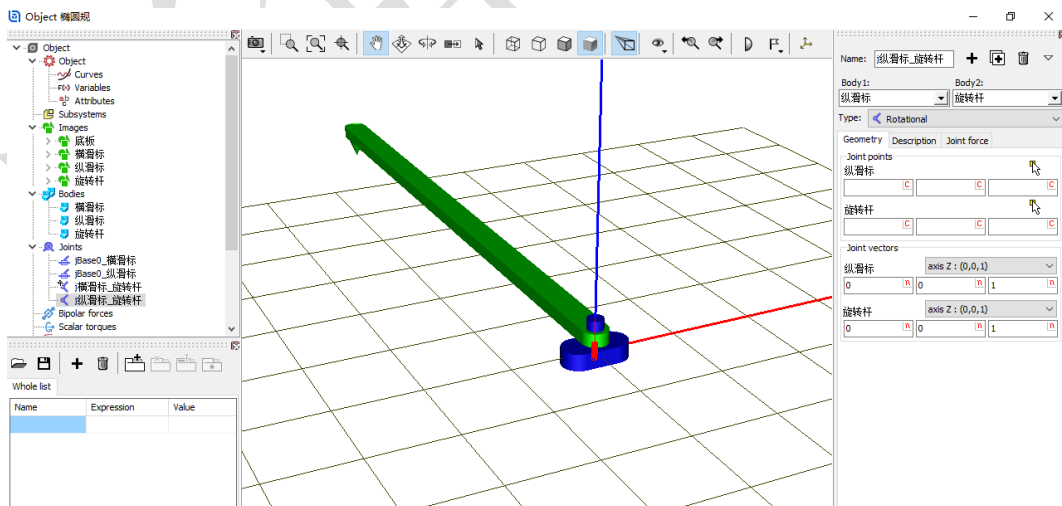 Object 椭圆规
Object
Object
Curves
F(x) Variables
Attributes
Subsystems
Images
底板
横滑标
纵滑标
旋转杆
Bodies
横滑标
纵滑标
旋转杆
Joints
jBase0_横滑标
jBase0_纵滑标
j横滑标_旋转杆
j纵滑标_旋转杆
Bipolar forces
Scalar torques
Whole list
Name Expression Value
Name: j纵滑标_旋转杆
Body1: Body2:
纵滑标 旋转杆
Type: Rotational
Geometry Description Joint force
Joint points
纵滑标
C C C
旋转杆
C C C
Joint vectors
纵滑标 axis Z : (0,0,1)
0 n 0 n 1 n
旋转杆 axis Z : (0,0,1)
0 n 0 n 1 n